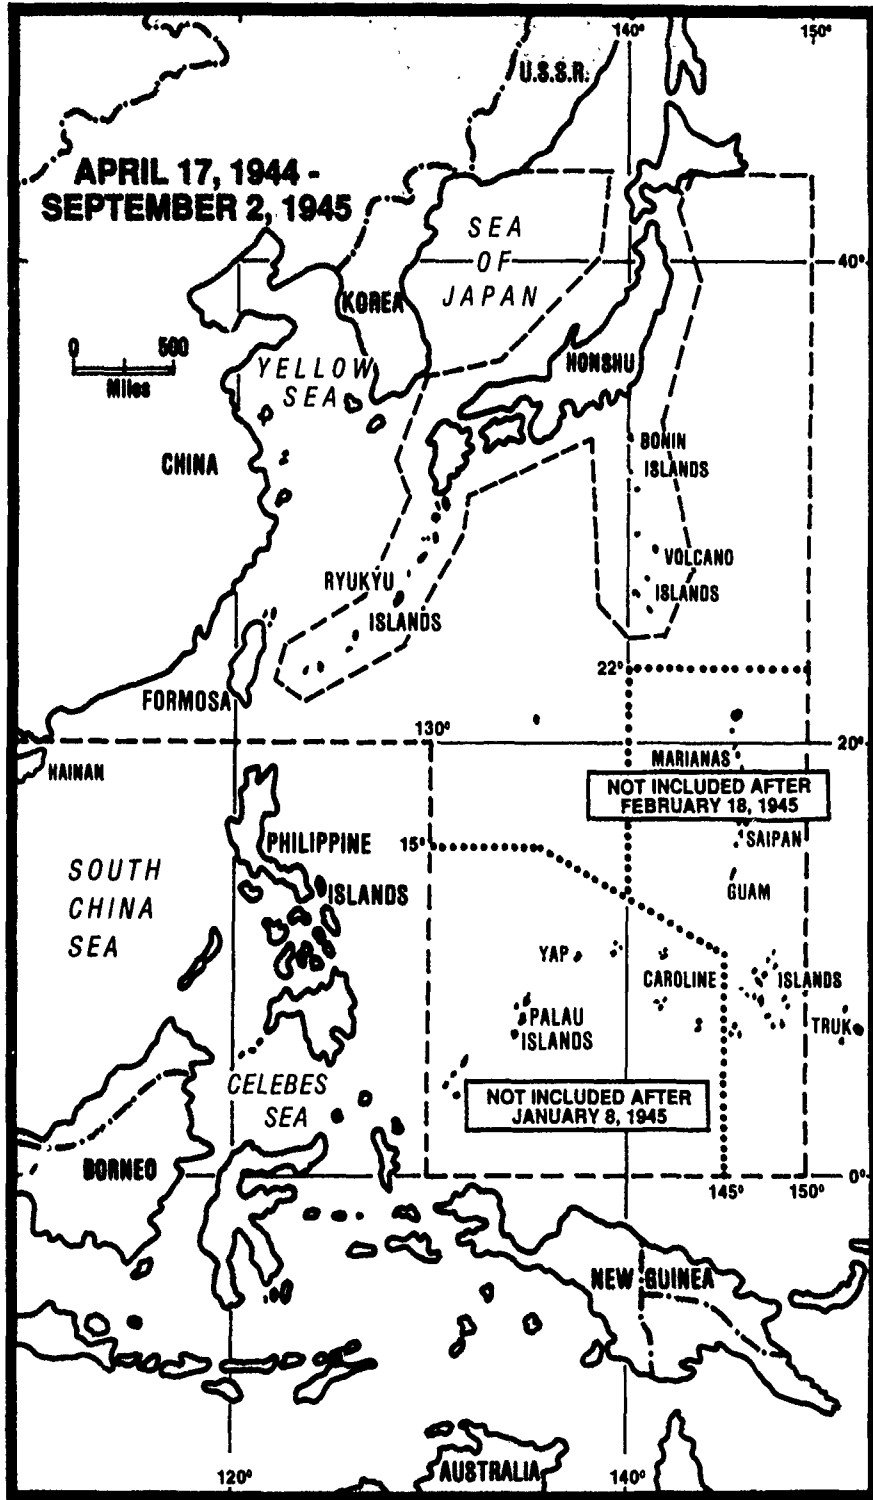 140°
150°
U.S.S.R.
APRIL 17, 1944 -
SEPTEMBER 2, 1945
SEA
OF
JAPAN
40°
KOREA
0 500
Miles
YELLOW
SEA
HONSHU
CHINA
BONIN
ISLANDS
VOLCANO
ISLANDS
RYUKYU
ISLANDS
FORMOSA
22°
130°
20°
HAINAN
MARIANAS
NOT INCLUDED AFTER
FEBRUARY 18, 1945
PHILIPPINE
ISLANDS
15°
SAIPAN
GUAM
SOUTH
CHINA
SEA
YAP
CAROLINE ISLANDS
PALAU
ISLANDS
TRUK
CELEBES
SEA
NOT INCLUDED AFTER
JANUARY 8, 1945
BORNEO
0°
145°
150°
NEW GUINEA
AUSTRALIA
120°
140°